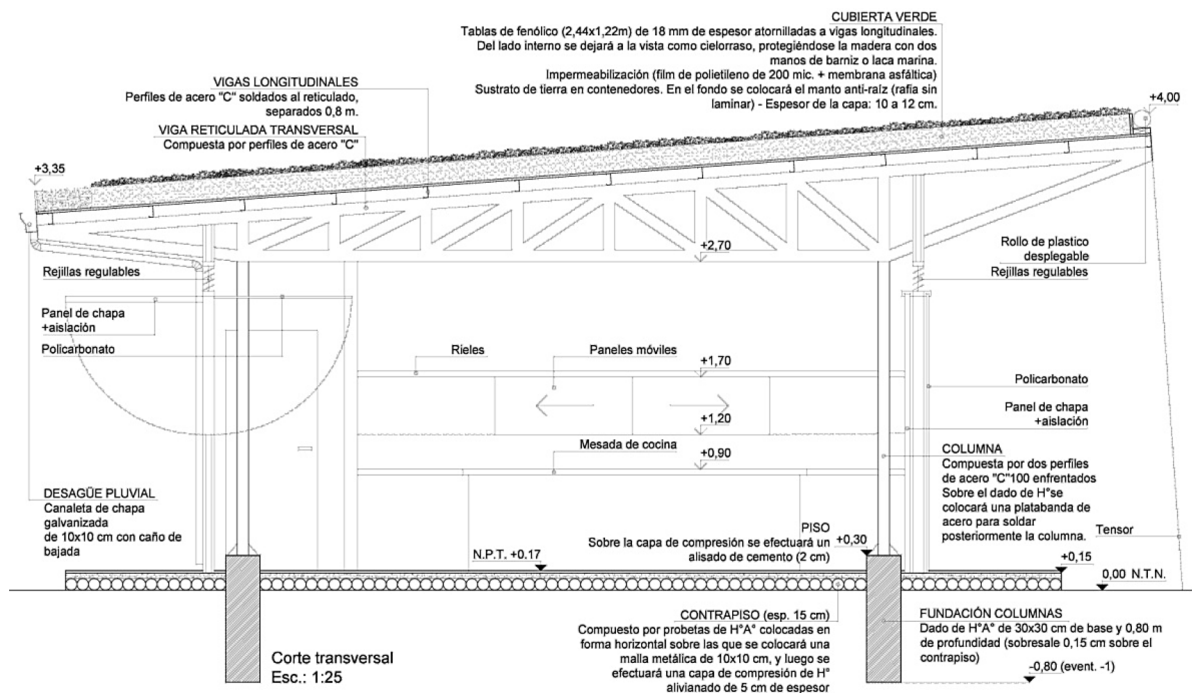 CUBIERTA VERDE
Tablas de fenólico (2,44x1,22m) de 18 mm de espesor atornilladas a vigas longitudinales.
Del lado interno se dejará a la vista como cielorraso, protegiéndose la madera con dos
manos de barniz o laca marina.
Impermeabilización (film de polietileno de 200 mic. + membrana asfáltica)
Sustrato de tierra en contenedores. En el fondo se colocará el manto anti-raíz (rafia sin
laminar) - Espesor de la capa: 10 a 12 cm.
VIGAS LONGITUDINALES
Perfiles de acero "C" soldados al reticulado,
separados 0,8 m.
VIGA RETICULADA TRANSVERSAL
Compuesta por perfiles de acero "C"
+4,00
+3,35
+2,70
Rollo de plastico
desplegable
Rejillas regulables
Rejillas regulables
Panel de chapa
+aislación
Policarbonato
Rieles
Paneles móviles
+1,70
Policarbonato
Panel de chapa
+aislación
+1,20
Mesada de cocina
+0,90
COLUMNA
Compuesta por dos perfiles
de acero "C"100 enfrentados
Sobre el dado de H°se
colocará una platabanda de
acero para soldar
posteriormente la columna.
Tensor
DESAGÜE PLUVIAL
Canaleta de chapa
galvanizada
de 10x10 cm con caño de
bajada
PISO
Sobre la capa de compresión se efectuará un
alisado de cemento (2 cm)
+0,30
N.P.T. +0.17
+0,15
0,00 N.T.N.
CONTRAPISO (esp. 15 cm)
Compuesto por probetas de H°A° colocadas en
forma horizontal sobre las que se colocará una
malla metálica de 10x10 cm, y luego se
efectuará una capa de compresión de H°
alivianado de 5 cm de espesor
FUNDACIÓN COLUMNAS
Dado de H°A° de 30x30 cm de base y 0,80 m
de profundidad (sobresale 0,15 cm sobre el
contrapiso)
-0,80 (event. -1)
Corte transversal
Esc.: 1:25